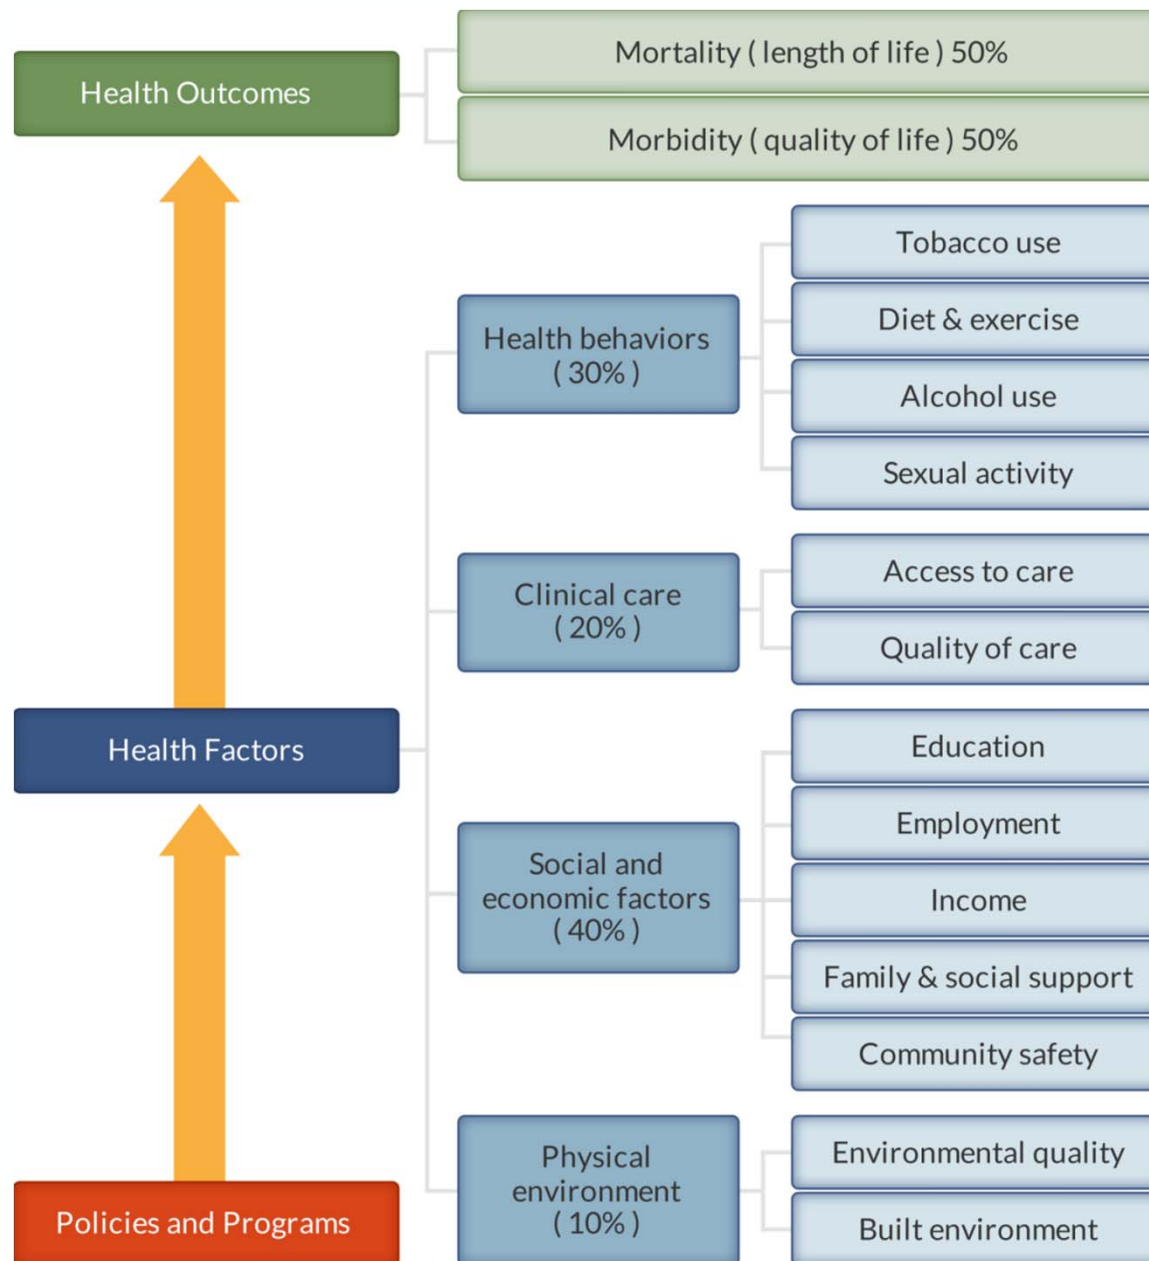 Health Outcomes
Mortality ( length of life ) 50%
Morbidity ( quality of life ) 50%
Health Factors
Health behaviors
( 30% )
Tobacco use
Diet & exercise
Alcohol use
Sexual activity
Clinical care
( 20% )
Access to care
Quality of care
Social and
economic factors
( 40% )
Education
Employment
Income
Family & social support
Community safety
Physical
environment
( 10% )
Environmental quality
Built environment
Policies and Programs